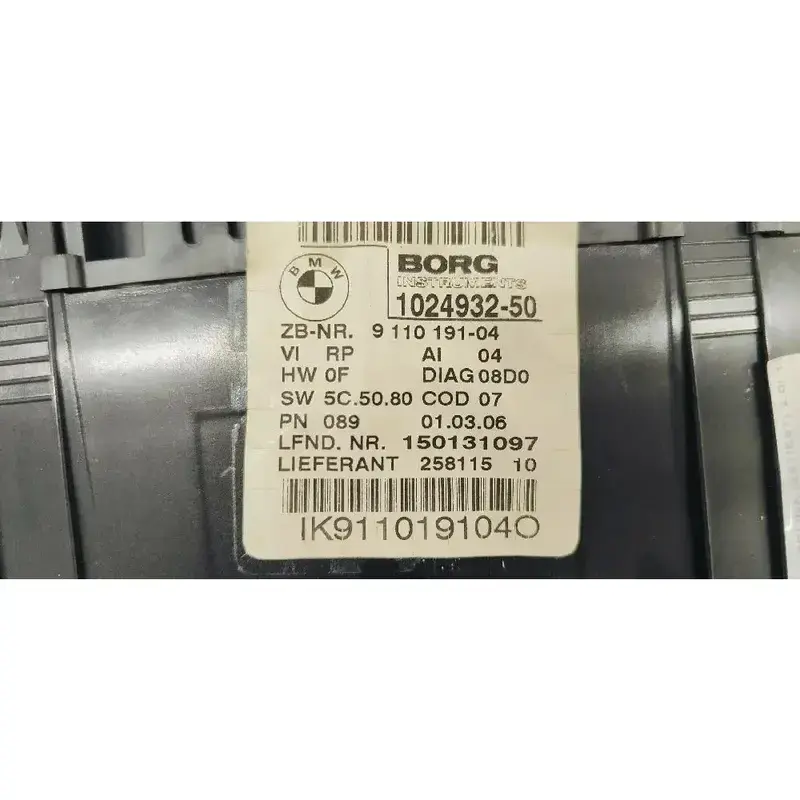 BMW
BORG
INSTRUMENTS
1024932-50
ZB-NR. 9 110 191-04
VI RP AI 04
HW 0F DIAG 08D0
SW 5C.50.80 COD 07
PN 089 01.03.06
LFND. NR. 150131097
LIEFERANT 258115 10
IK9110191040